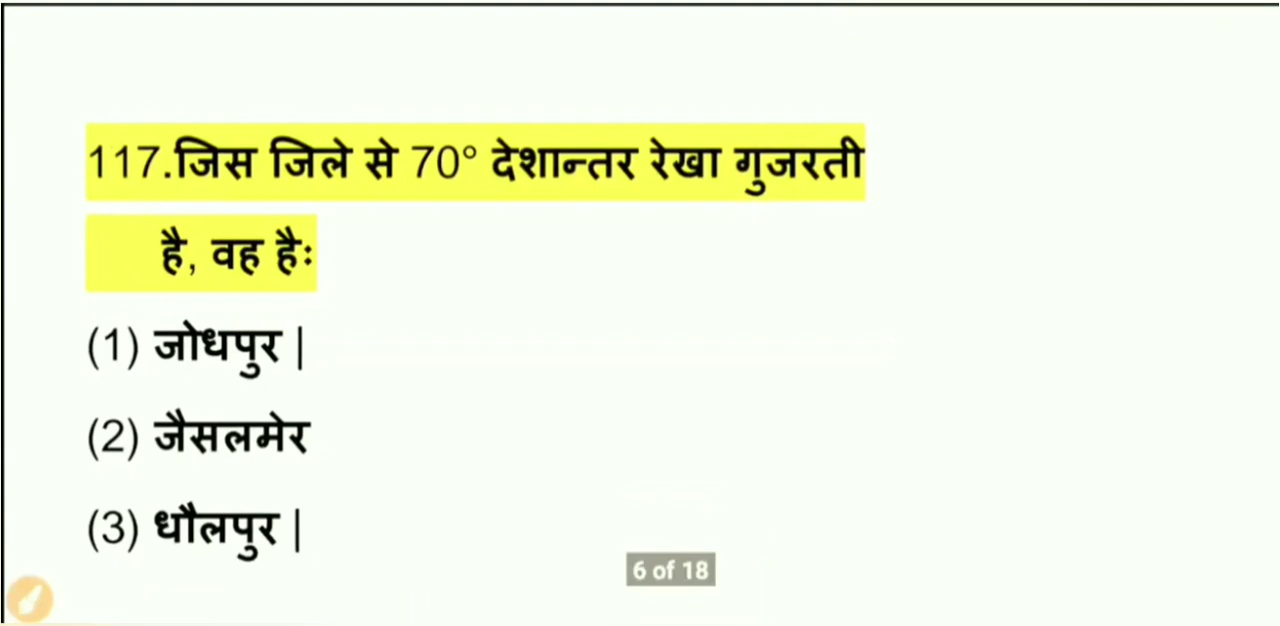 117.जिस जिले से 70° देशान्तर रेखा गुजरती
है, वह हैः
(1) जोधपुर |
(2) जैसलमेर
(3) धौलपुर |
6 of 18